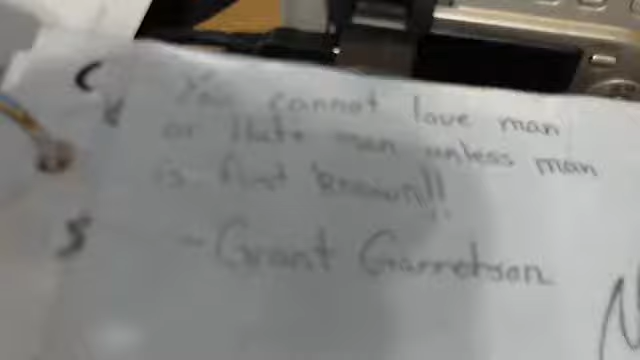 You cannot love man
or Hate man unless man
is first known!!
- Grant Garretson